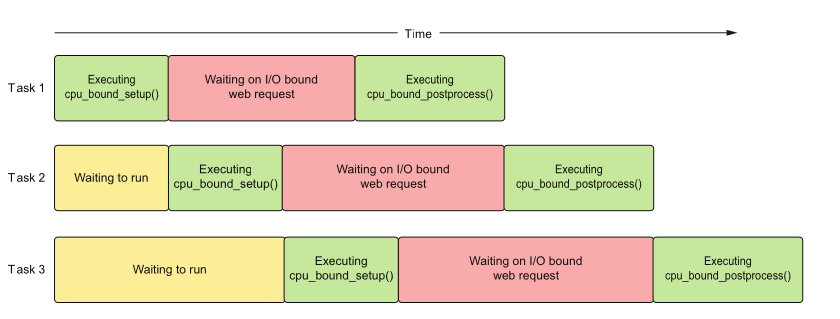 Time
Task 1
Executing
cpu_bound_setup()
Waiting on I/O bound
web request
Executing
cpu_bound_postprocess()
Task 2
Waiting to run
Executing
cpu_bound_setup()
Waiting on I/O bound
web request
Executing
cpu_bound_postprocess()
Task 3
Waiting to run
Executing
cpu_bound_setup()
Waiting on I/O bound
web request
Executing
cpu_bound_postprocess()